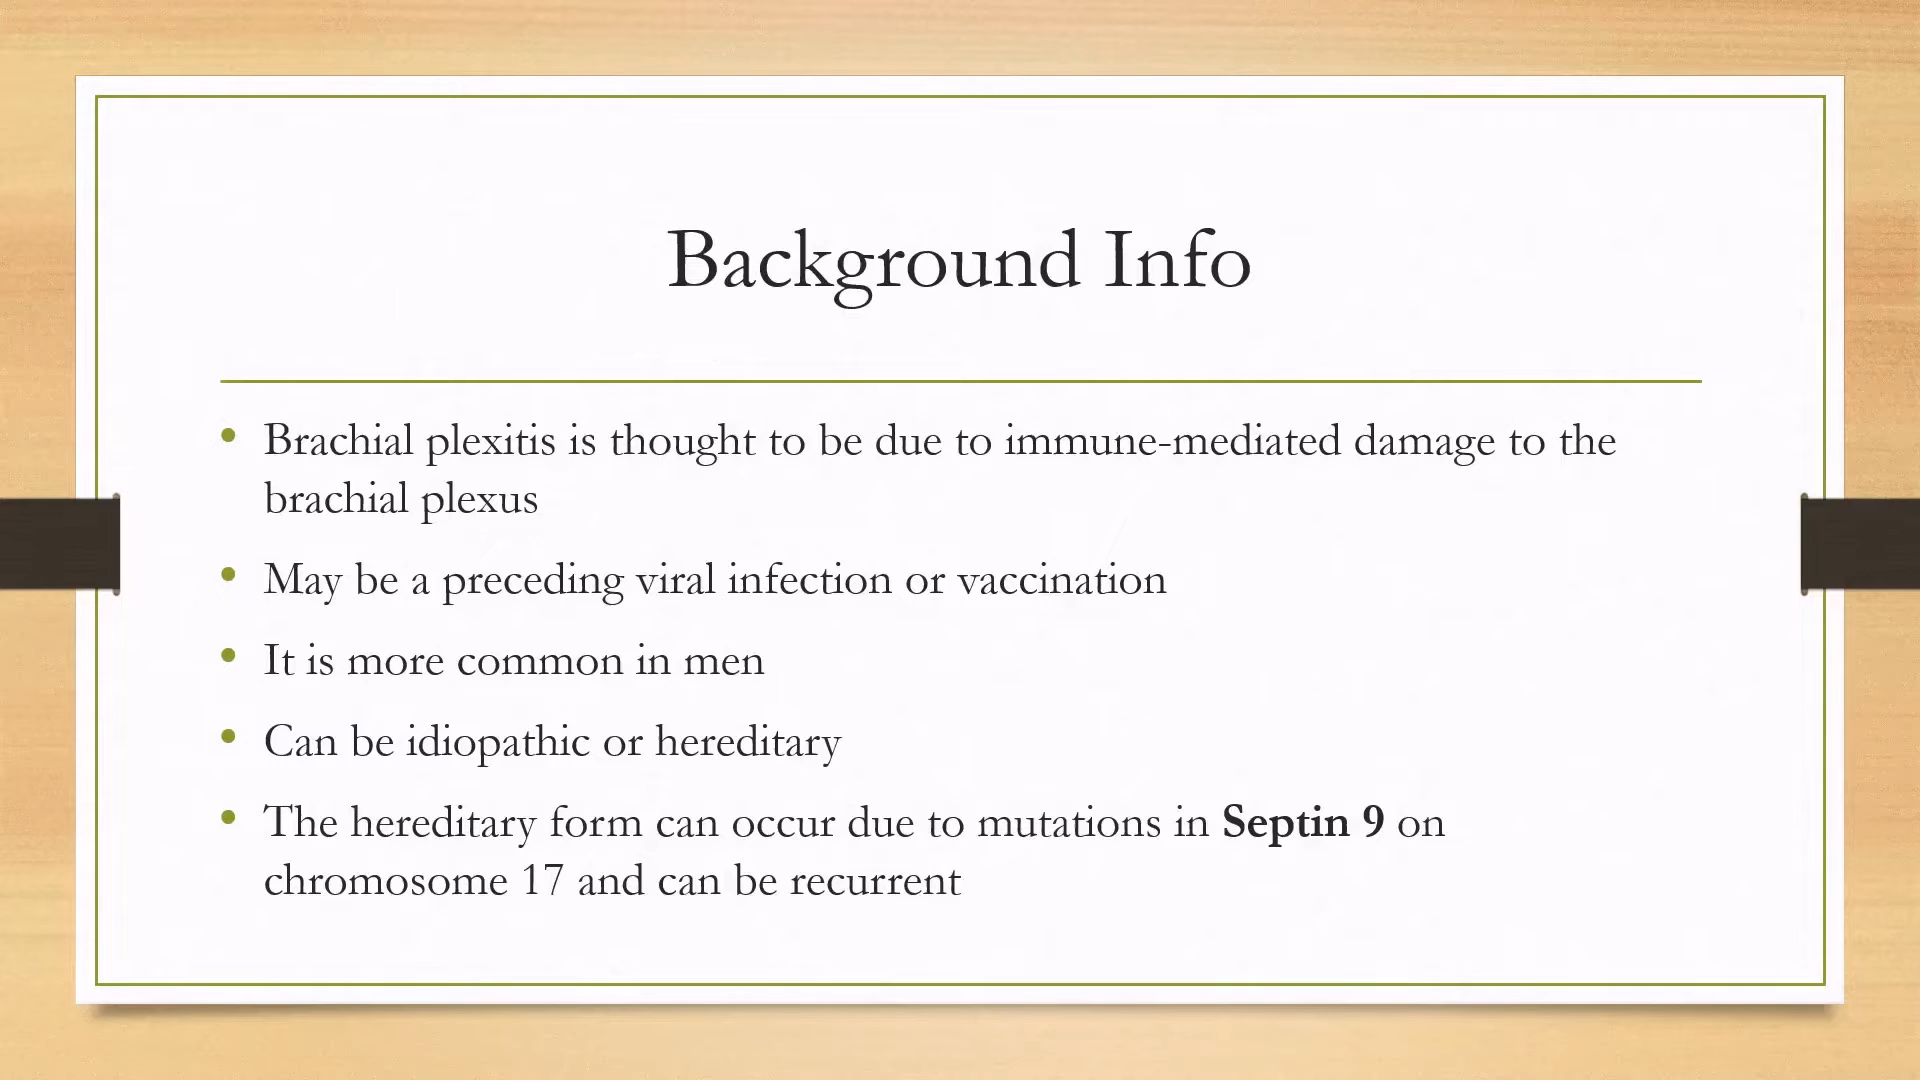 Background Info
• Brachial plexitis is thought to be due to immune-mediated damage to the
brachial plexus
• May be a preceding viral infection or vaccination
• It is more common in men
• Can be idiopathic or hereditary
• The hereditary form can occur due to mutations in Septin 9 on
chromosome 17 and can be recurrent